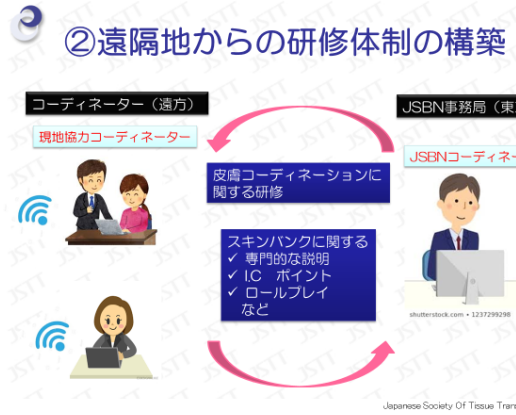 ②遠隔地からの研修体制の構築
コーディネーター（遠方）
現地協力コーディネーター
JSBN事務局（東
JSBNコーディネー
皮膚コーディネーションに
関する研修
スキンバンクに関する
✓ 専門的な説明
✓ I.C ポイント
✓ ロールプレイ
など
shutterstock.com • 1237299298
Japanese Society Of Tissue Tran